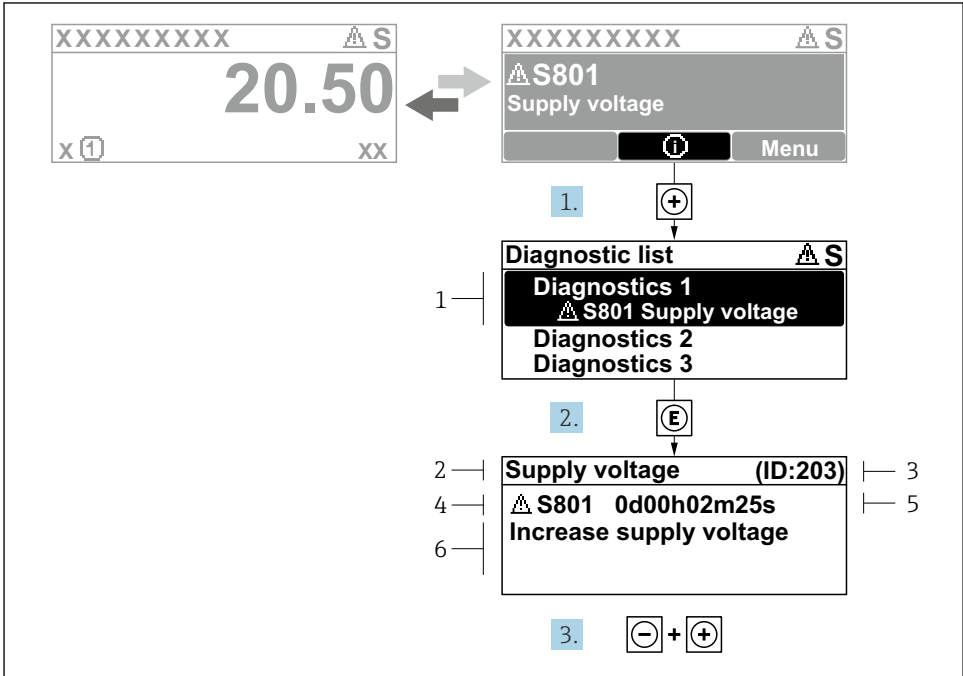 XXXXXXXXX ⚠ S
20.50
X ① XX
XXXXXXXXX ⚠ S
⚠S801
Supply voltage
ⓘ Menu
1. +
Diagnostic list ⚠ S
1
Diagnostics 1
⚠ S801 Supply voltage
Diagnostics 2
Diagnostics 3
2. E
2 Supply voltage (ID:203) 3
4 ⚠ S801 0d00h02m25s 5
6 Increase supply voltage
3. - + +